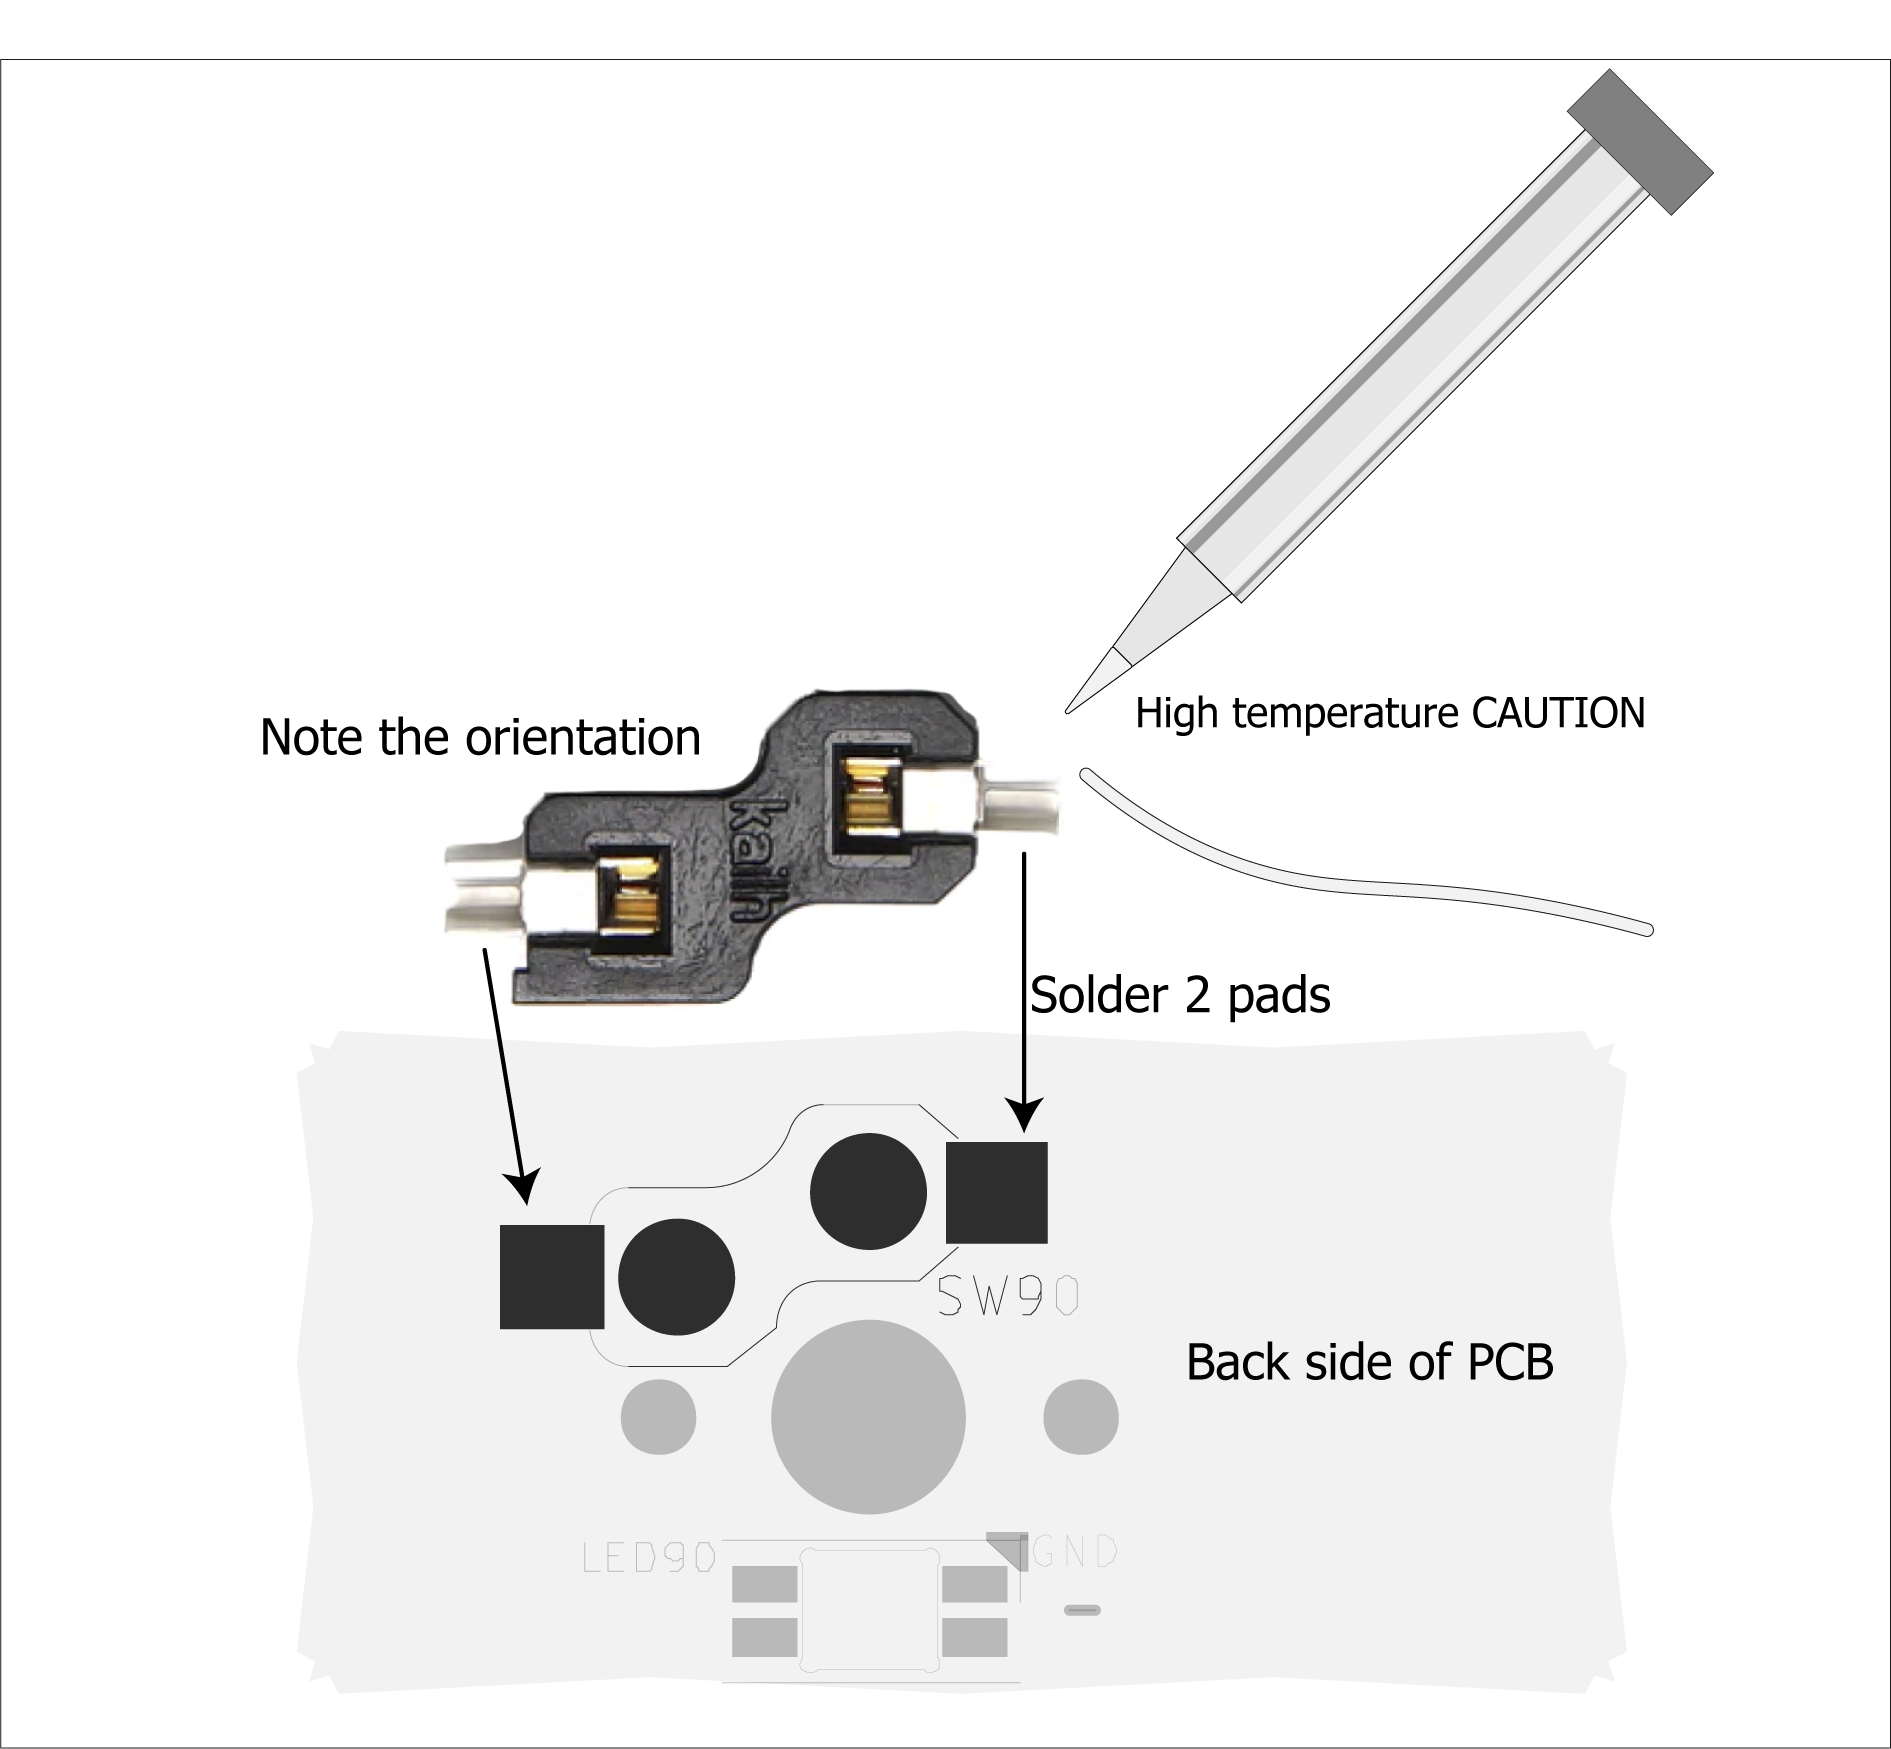 High temperature CAUTION
Note the orientation
kailh
Solder 2 pads
SW90
Back side of PCB
LED90
GND